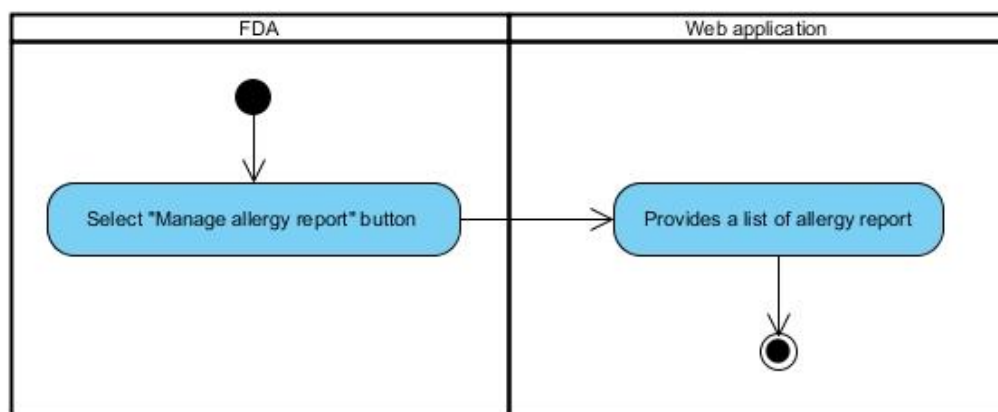 FDA
Web application
Select "Manage allergy report" button
Provides a list of allergy report